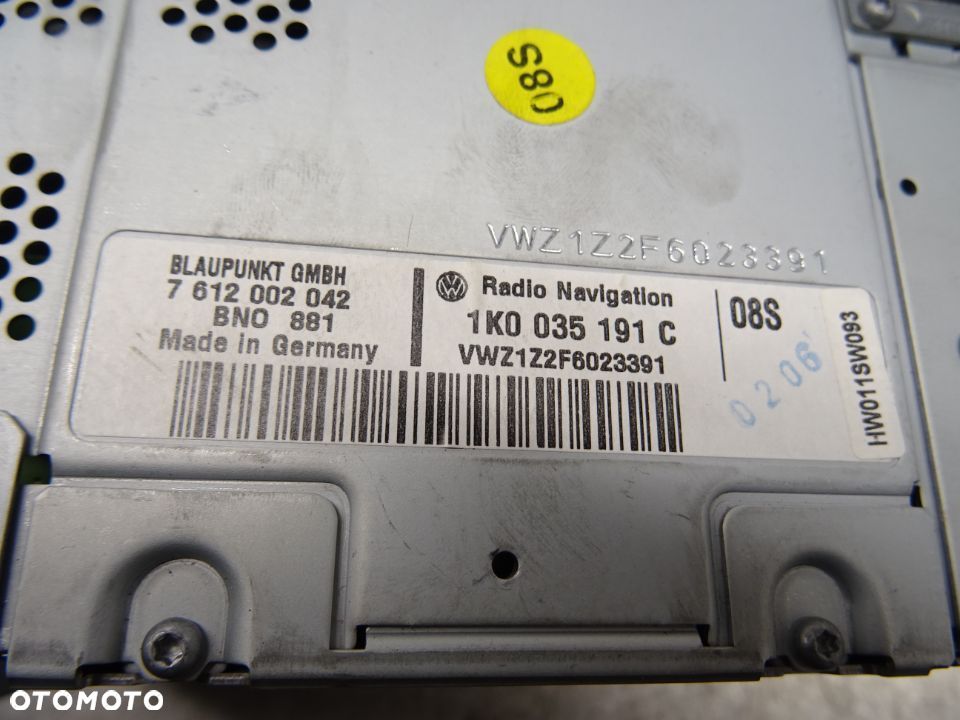 08S
VWZ1Z2F6023391
BLAUPUNKT GMBH
7 612 002 042
BNO 881
Made in Germany
Radio Navigation
1K0 035 191 C
VWZ1Z2F6023391
08S
0206
HW011SW093
OTOMOTO